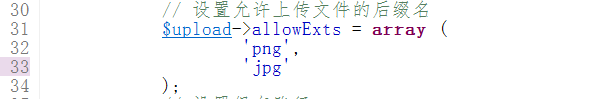 30 // 设置允许上传文件的后缀名
31 $upload->allowExts = array (
32 'png',
33 'jpg'
34 );